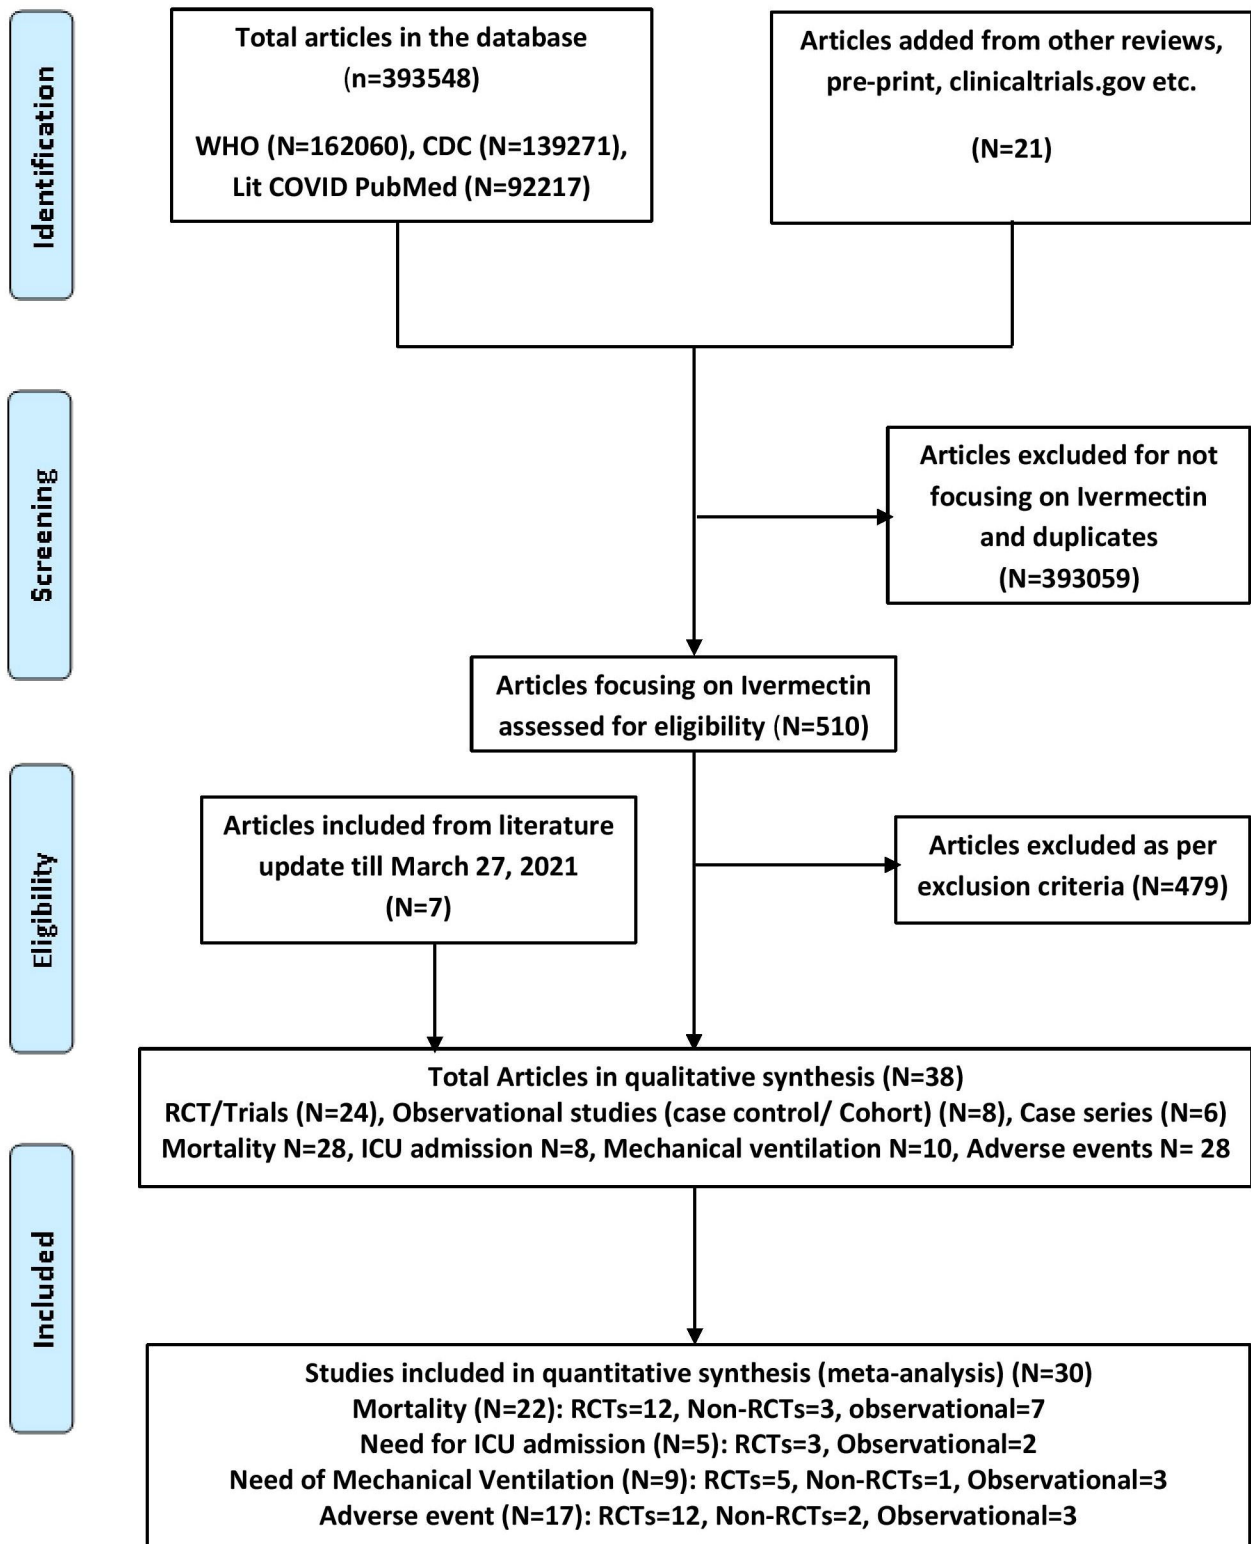 Identification
Total articles in the database
(n=393548)
WHO (N=162060), CDC (N=139271),
Lit COVID PubMed (N=92217)
Articles added from other reviews,
pre-print, clinicaltrials.gov etc.
(N=21)
Screening
Articles excluded for not
focusing on Ivermectin
and duplicates
(N=393059)
Articles focusing on Ivermectin
assessed for eligibility (N=510)
Eligibility
Articles included from literature
update till March 27, 2021
(N=7)
Articles excluded as per
exclusion criteria (N=479)
Total Articles in qualitative synthesis (N=38)
RCT/Trials (N=24), Observational studies (case control/ Cohort) (N=8), Case series (N=6)
Mortality N=28, ICU admission N=8, Mechanical ventilation N=10, Adverse events N= 28
Included
Studies included in quantitative synthesis (meta-analysis) (N=30)
Mortality (N=22): RCTs=12, Non-RCTs=3, observational=7
Need for ICU admission (N=5): RCTs=3, Observational=2
Need of Mechanical Ventilation (N=9): RCTs=5, Non-RCTs=1, Observational=3
Adverse event (N=17): RCTs=12, Non-RCTs=2, Observational=3